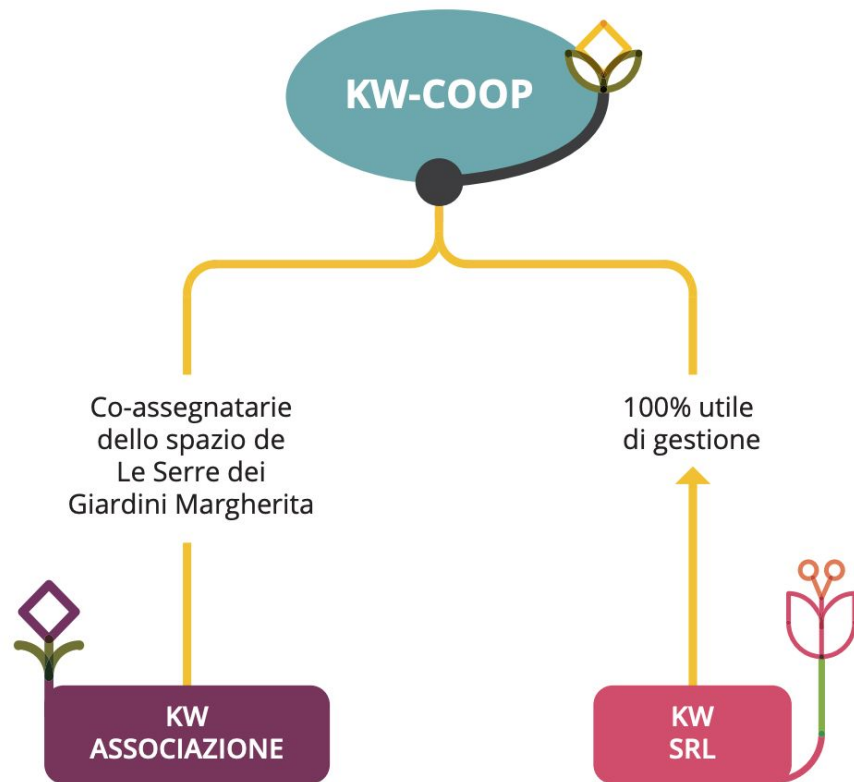 KW-COOP
Co-assegnatarie
dello spazio de
Le Serre dei
Giardini Margherita
100% utile
di gestione
KW
ASSOCIAZIONE
KW
SRL